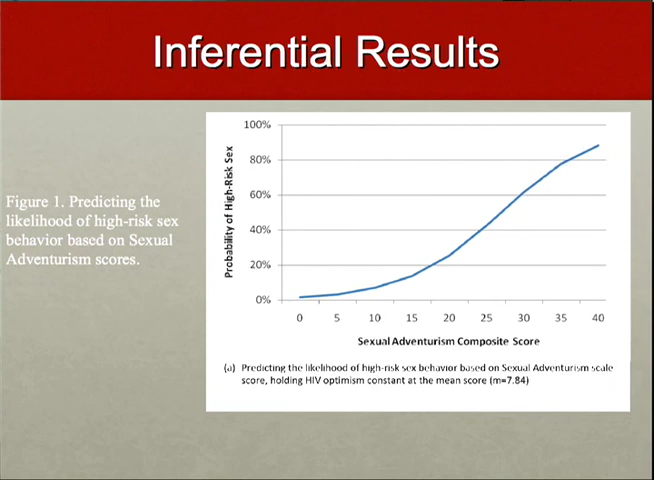 Inferential Results
Figure 1. Predicting the
likelihood of high-risk sex
behavior based on Sexual
Adventurism scores.
Probability of High-Risk Sex
100%
80%
60%
40%
20%
0%
0 5 10 15 20 25 30 35 40
Sexual Adventurism Composite Score
(a) Predicting the likelihood of high-risk sex behavior based on Sexual Adventurism scale
score, holding HIV optimism constant at the mean score (m=7.84)